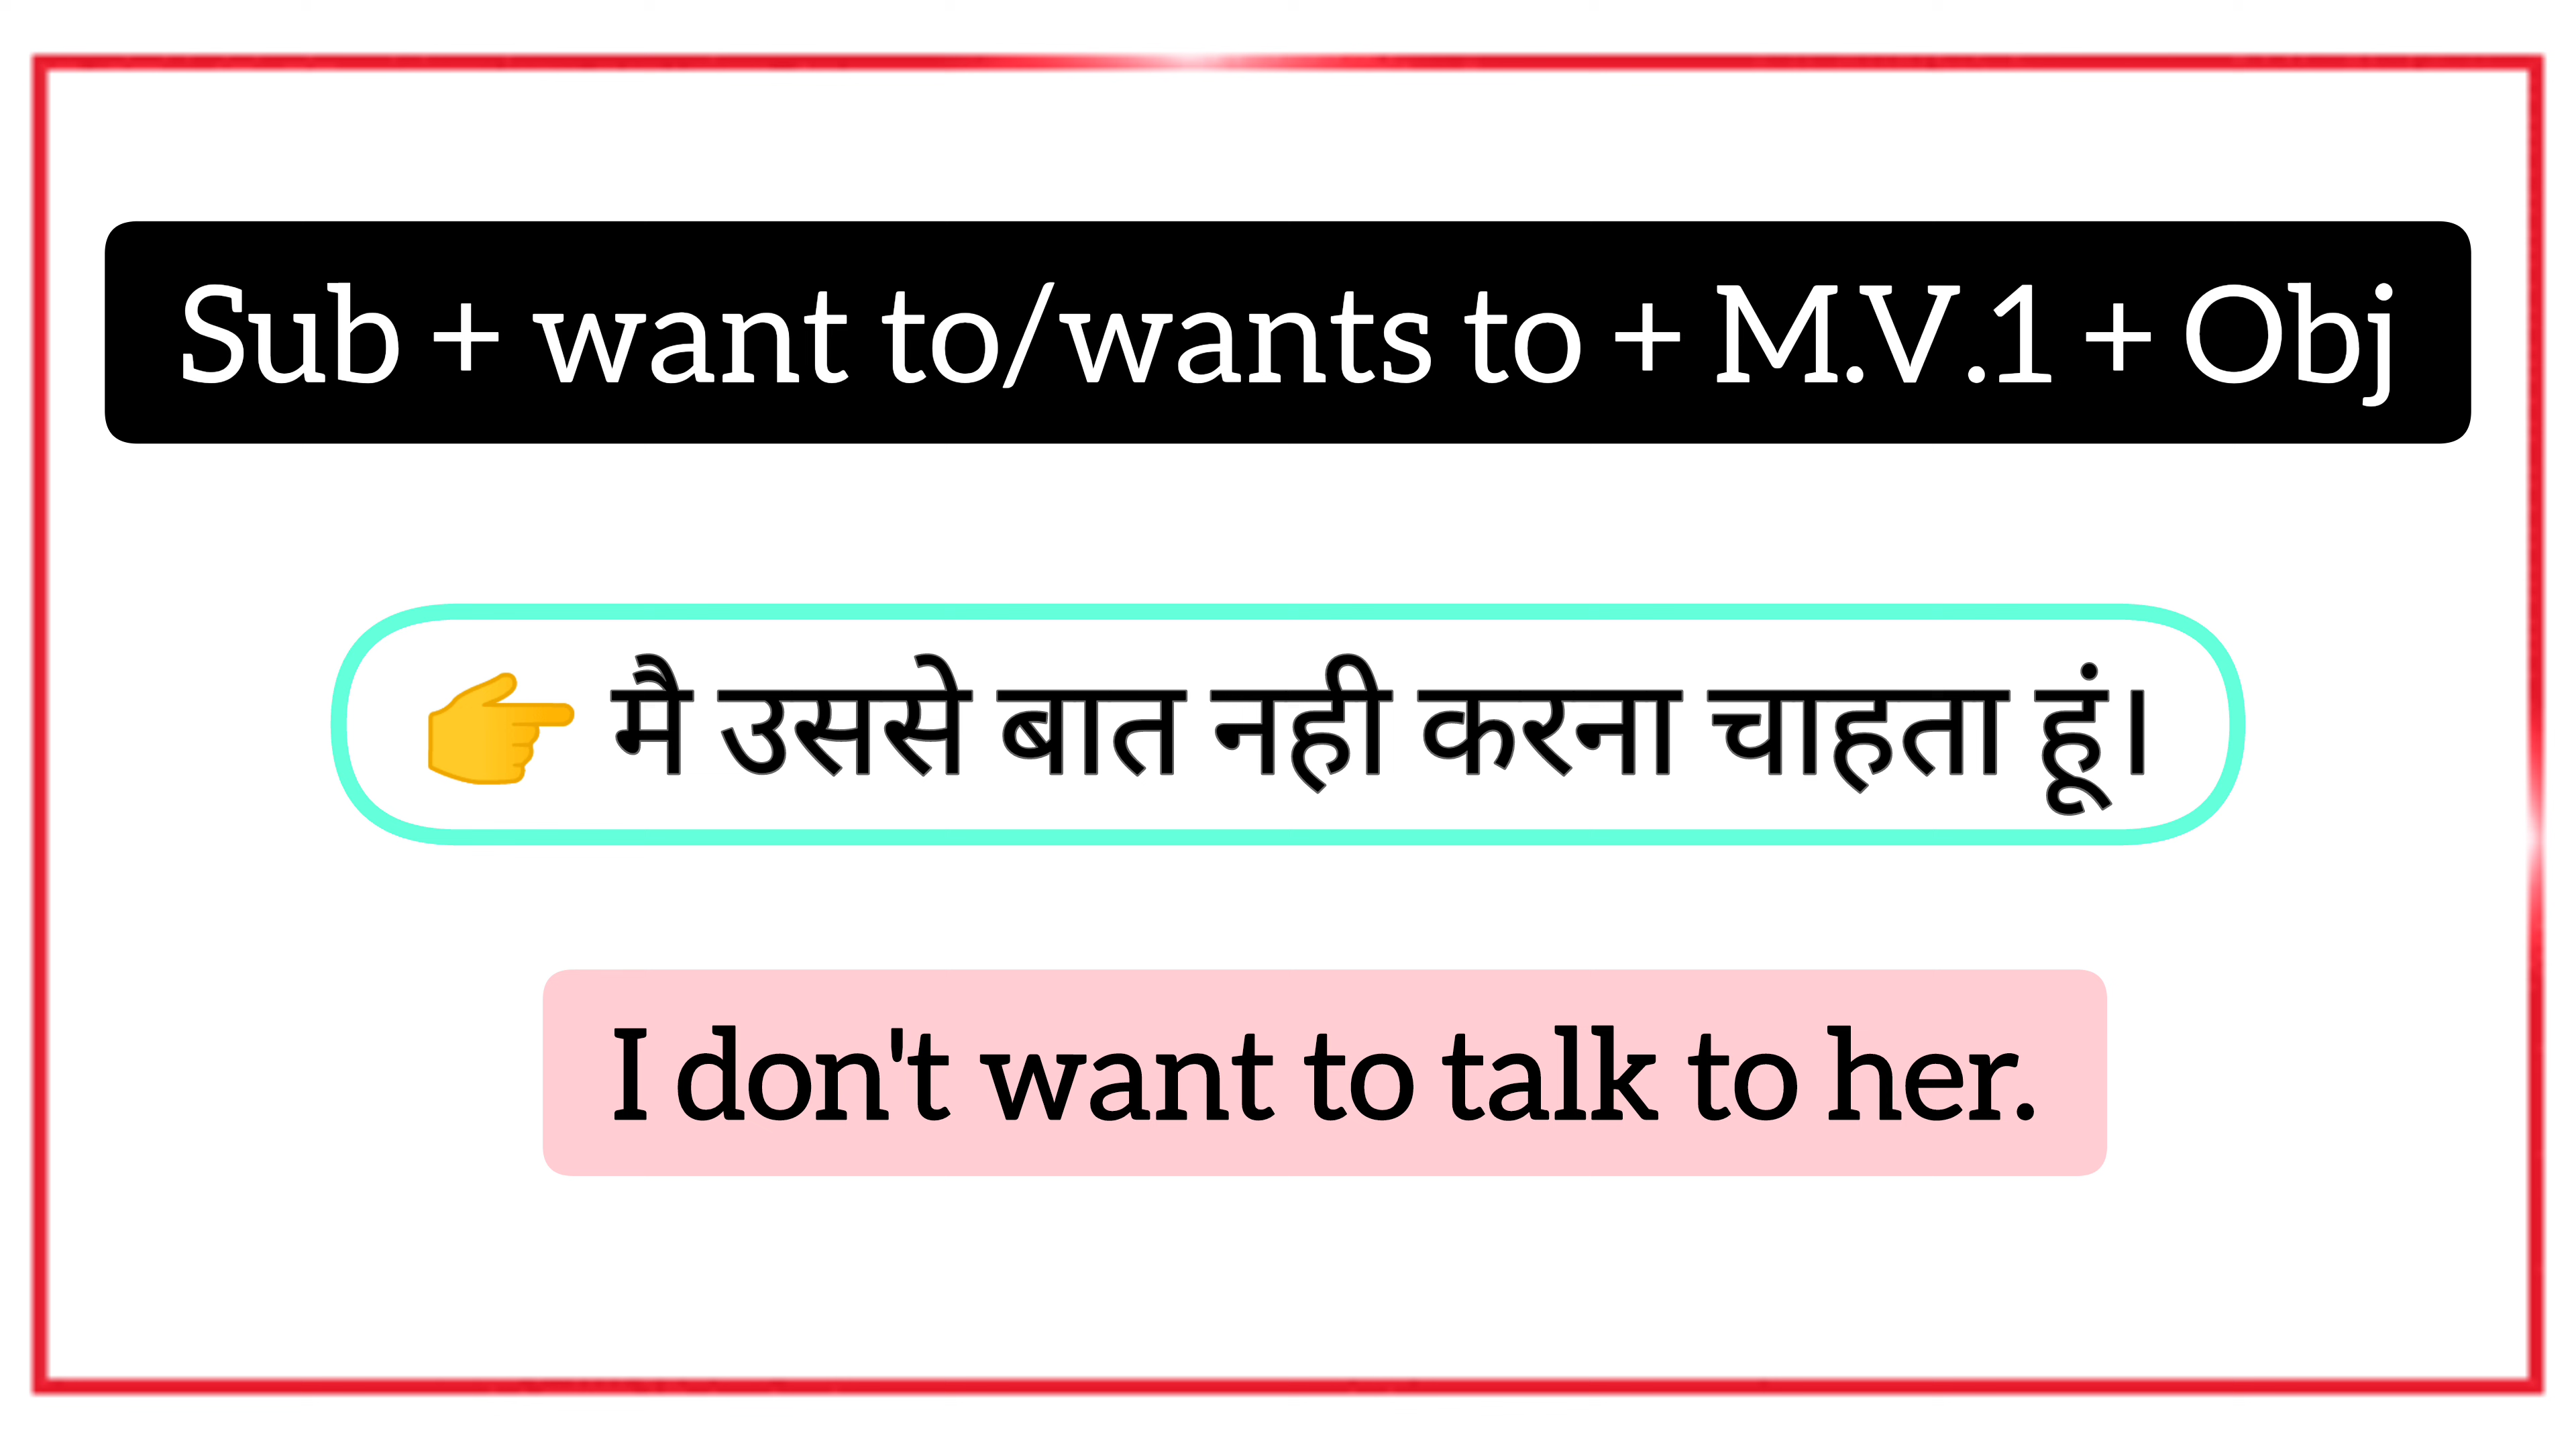 Sub + want to/wants to + M.V.1 + Obj
👉 मै उससे बात नही करना चाहता हूं।
I don't want to talk to her.